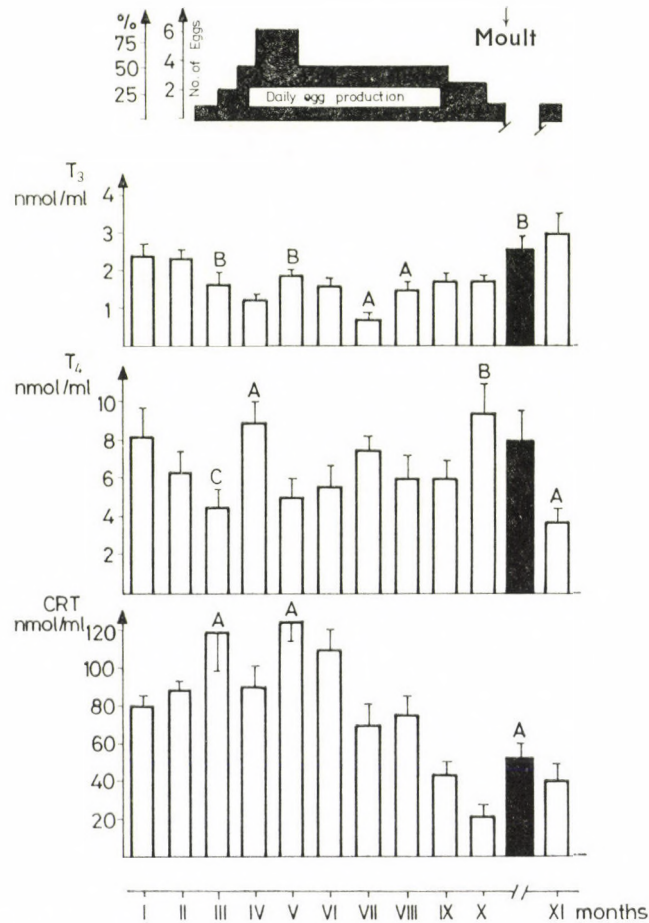 %
75
50
25
6
4
2
No. of Eggs
Moult
Daily egg production
T₃
nmol/ml
4
3
2
1
B B A A B
T₄
nmol/ml
10
8
6
4
2
C A B A
CRT
nmol/ml
120
100
80
60
40
20
A A A
I II III IV V VI VII VIII IX X XI months